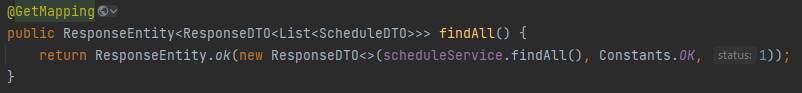 @GetMapping
public ResponseEntity<ResponseDTO<List<ScheduleDTO>>> findAll() {
    return ResponseEntity.ok(new ResponseDTO<>(scheduleService.findAll(), Constants.OK, status: 1));
}